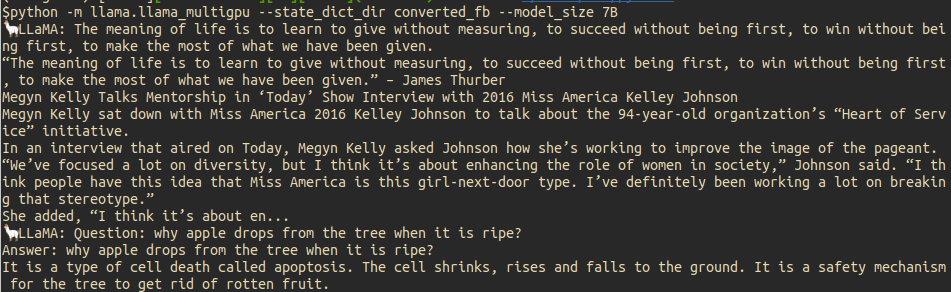 $python -m llama.llama_multigpu --state_dict_dir converted_fb --model_size 7B
🦙LLaMA: The meaning of life is to learn to give without measuring, to succeed without being first, to win without bei
ng first, to make the most of what we have been given.
“The meaning of life is to learn to give without measuring, to succeed without being first, to win without being first
, to make the most of what we have been given.” – James Thurber
Megyn Kelly Talks Mentorship in ‘Today’ Show Interview with 2016 Miss America Kelley Johnson
Megyn Kelly sat down with Miss America 2016 Kelley Johnson to talk about the 94-year-old organization’s “Heart of Serv
ice” initiative.
In an interview that aired on Today, Megyn Kelly asked Johnson how she’s working to improve the image of the pageant.
“We’ve focused a lot on diversity, but I think it’s about enhancing the role of women in society,” Johnson said. “I th
ink people have this idea that Miss America is this girl-next-door type. I’ve definitely been working a lot on breakin
g that stereotype.”
She added, “I think it’s about en...
🦙LLaMA: Question: why apple drops from the tree when it is ripe?
Answer: why apple drops from the tree when it is ripe?
It is a type of cell death called apoptosis. The cell shrinks, rises and falls to the ground. It is a safety mechanism
for the tree to get rid of rotten fruit.